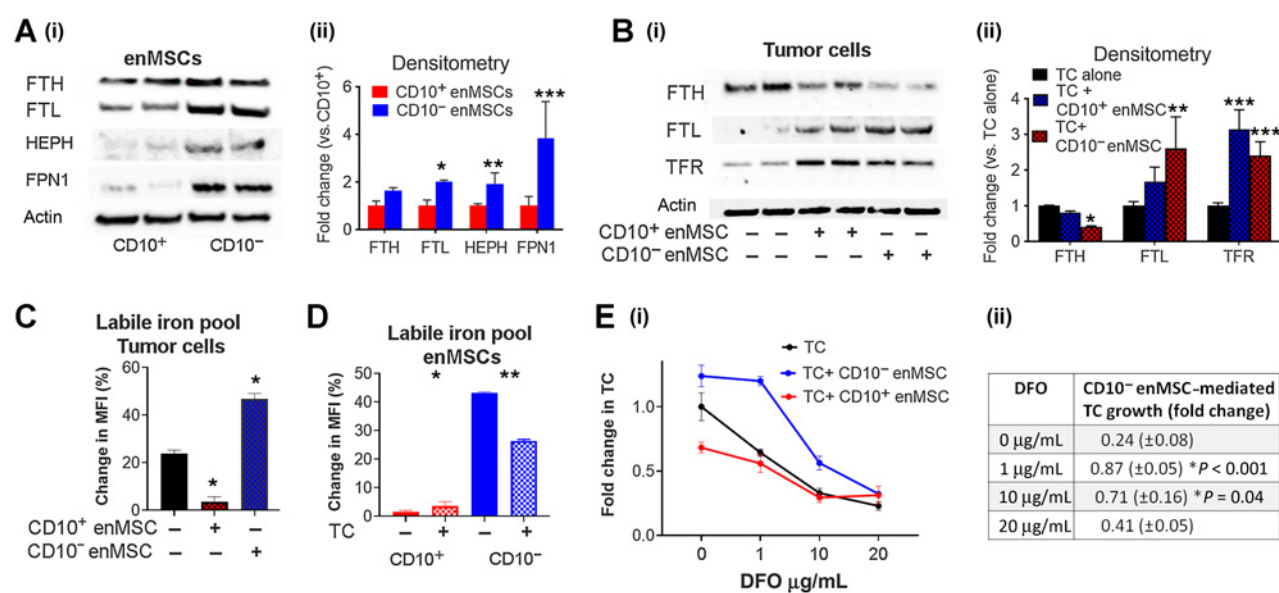 A (i)
enMSCs
FTH
FTL
HEPH
FPN1
Actin
CD10⁺ CD10⁻
(ii)
Densitometry
CD10⁺ enMSCs
CD10⁻ enMSCs
Fold change (vs. CD10⁺)
8
6
4
2
0
* ** ***
FTH FTL HEPH FPN1
B (i)
Tumor cells
FTH
FTL
TFR
Actin
CD10⁺ enMSC – – + + – –
CD10⁻ enMSC – – – – + +
(ii)
Densitometry
TC alone
TC +
CD10⁺ enMSC
TC+
CD10⁻ enMSC
Fold change (vs. TC alone)
4
3
2
1
0
* ** *** ***
FTH FTL TFR
C
Labile iron pool
Tumor cells
Change in MFI (%)
60
40
20
0
* *
CD10⁺ enMSC – + –
CD10⁻ enMSC – – +
D
Labile iron pool
enMSCs
Change in MFI (%)
50
40
30
20
10
0
* **
TC – + – +
CD10⁺ CD10⁻
E (i)
TC
TC+ CD10⁻ enMSC
TC+ CD10⁺ enMSC
Fold change in TC
1.0
0.5
0.0
0 1 10 20
DFO μg/mL
(ii)
DFO CD10⁻ enMSC–mediated
TC growth (fold change)
0 μg/mL 0.24 (±0.08)
1 μg/mL 0.87 (±0.05) *P < 0.001
10 μg/mL 0.71 (±0.16) *P = 0.04
20 μg/mL 0.41 (±0.05)